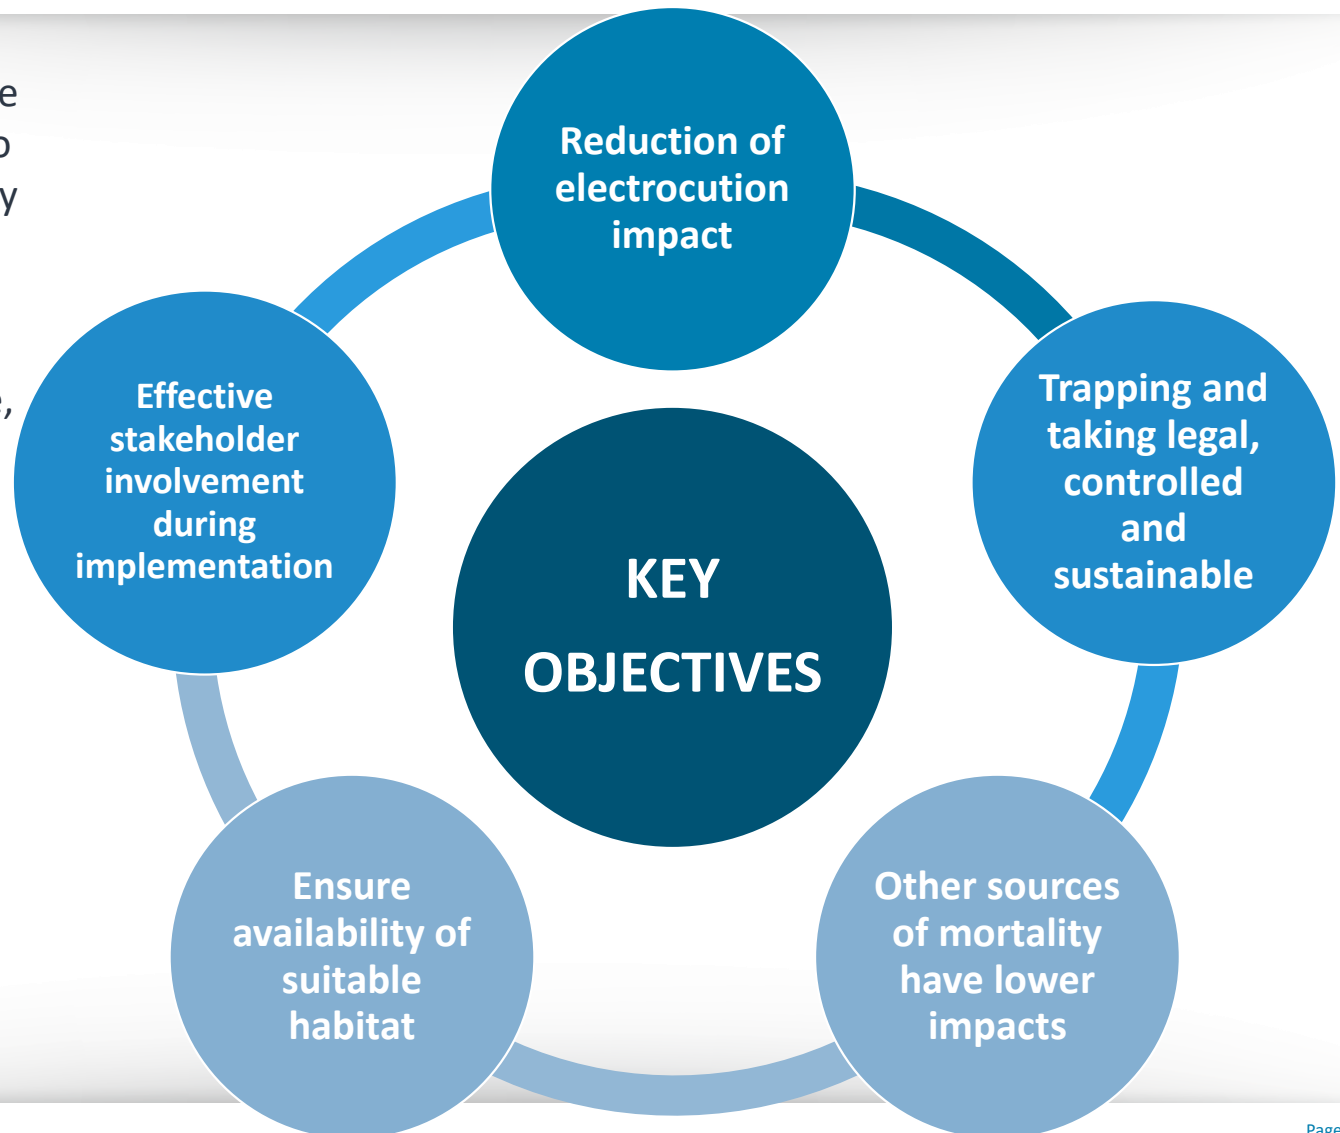 Reduction of
electrocution
impact
Trapping and
taking legal,
controlled
and
sustainable
Other sources
of mortality
have lower
impacts
Ensure
availability of
suitable
habitat
Effective
stakeholder
involvement
during
implementation
KEY
OBJECTIVES
Page